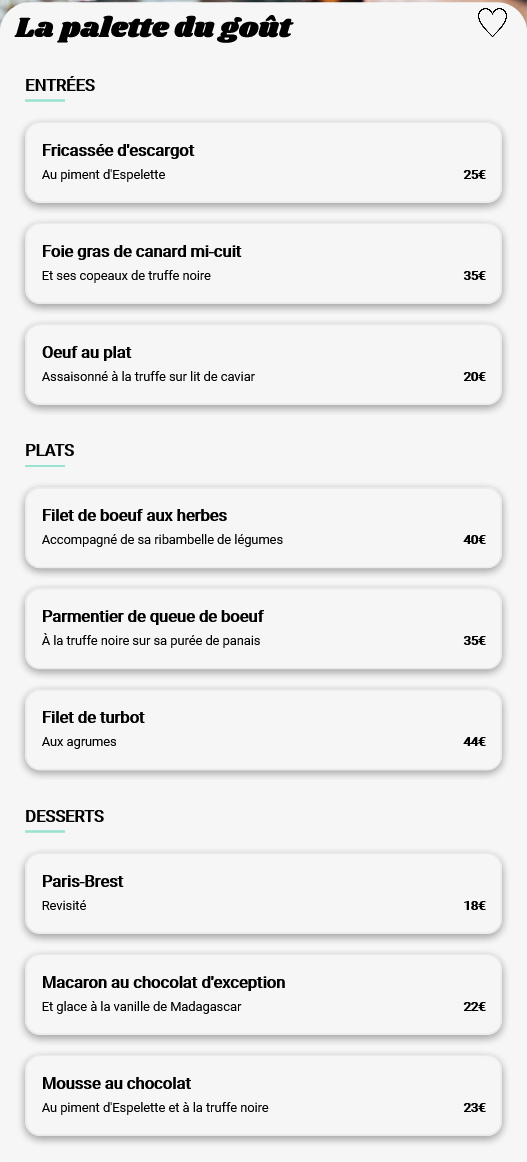 La palette du goût
ENTRÉES
Fricassée d'escargot
Au piment d'Espelette 25€
Foie gras de canard mi-cuit
Et ses copeaux de truffe noire 35€
Oeuf au plat
Assaisonné à la truffe sur lit de caviar 20€
PLATS
Filet de boeuf aux herbes
Accompagné de sa ribambelle de légumes 40€
Parmentier de queue de boeuf
À la truffe noire sur sa purée de panais 35€
Filet de turbot
Aux agrumes 44€
DESSERTS
Paris-Brest
Revisité 18€
Macaron au chocolat d'exception
Et glace à la vanille de Madagascar 22€
Mousse au chocolat
Au piment d'Espelette et à la truffe noire 23€